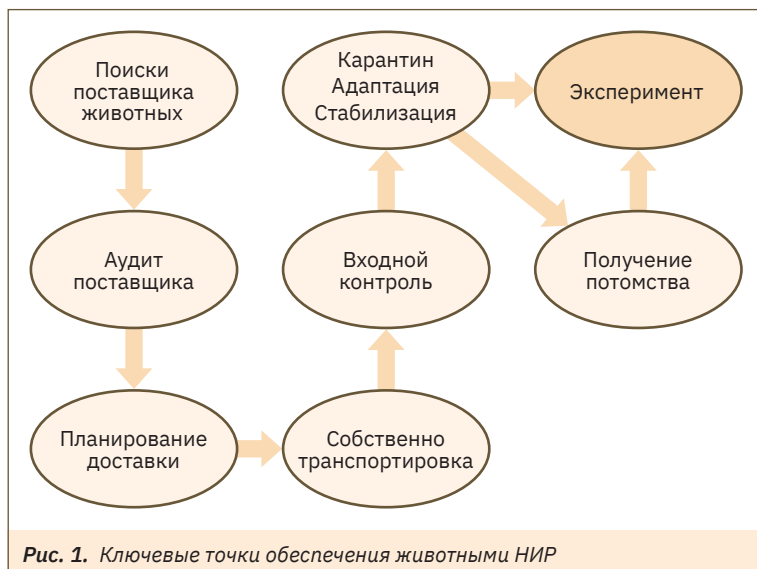 Поиски
поставщика
животных
Аудит
поставщика
Планирование
доставки
Собственно
транспортировка
Входной
контроль
Карантин
Адаптация
Стабилизация
Эксперимент
Получение
потомства
Рис. 1. Ключевые точки обеспечения животными НИР